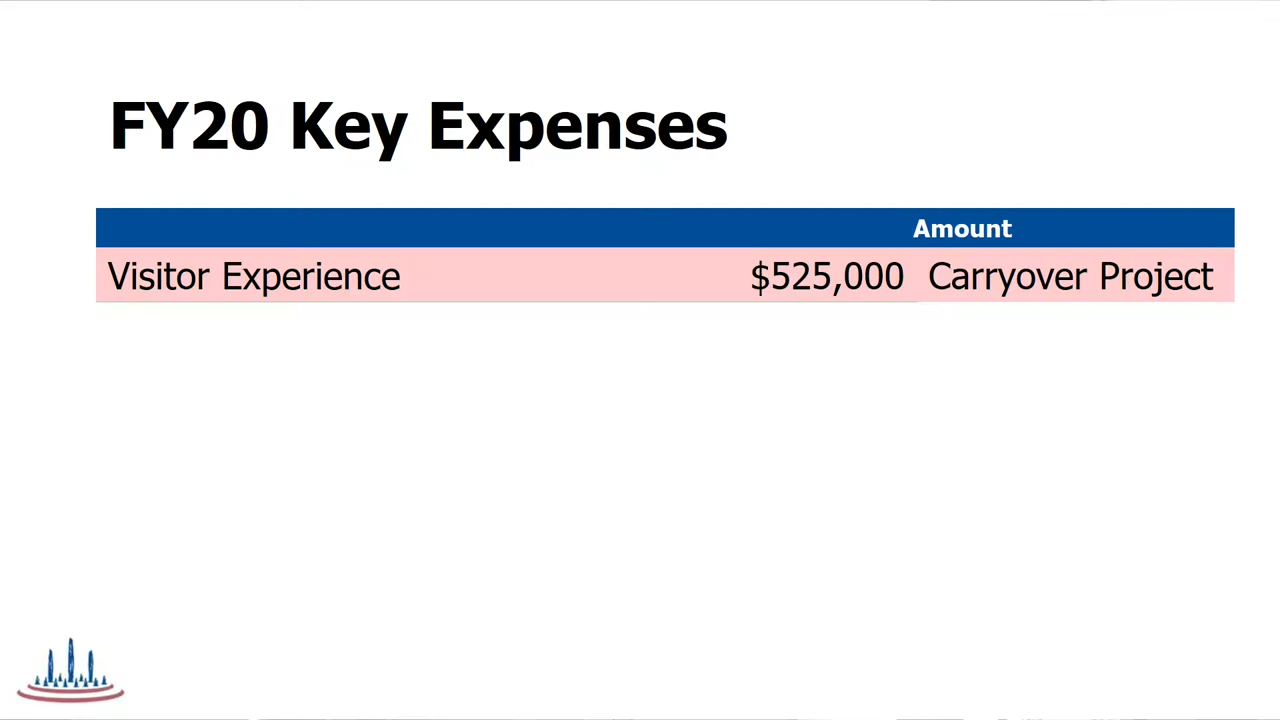 FY20 Key Expenses
Amount
Visitor Experience $525,000 Carryover Project